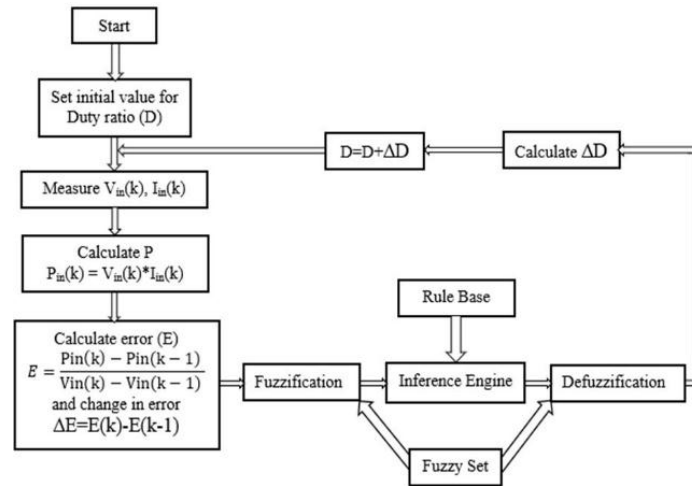 Start
Set initial value for
Duty ratio (D)
D=D+ΔD
Calculate ΔD
Measure Vin(k), Iin(k)
Calculate P
Pin(k) = Vin(k)*Iin(k)
Rule Base
Calculate error (E)
E = Pin(k) − Pin(k − 1)
Vin(k) − Vin(k − 1)
and change in error
ΔE=E(k)-E(k-1)
Fuzzification
Inference Engine
Defuzzification
Fuzzy Set